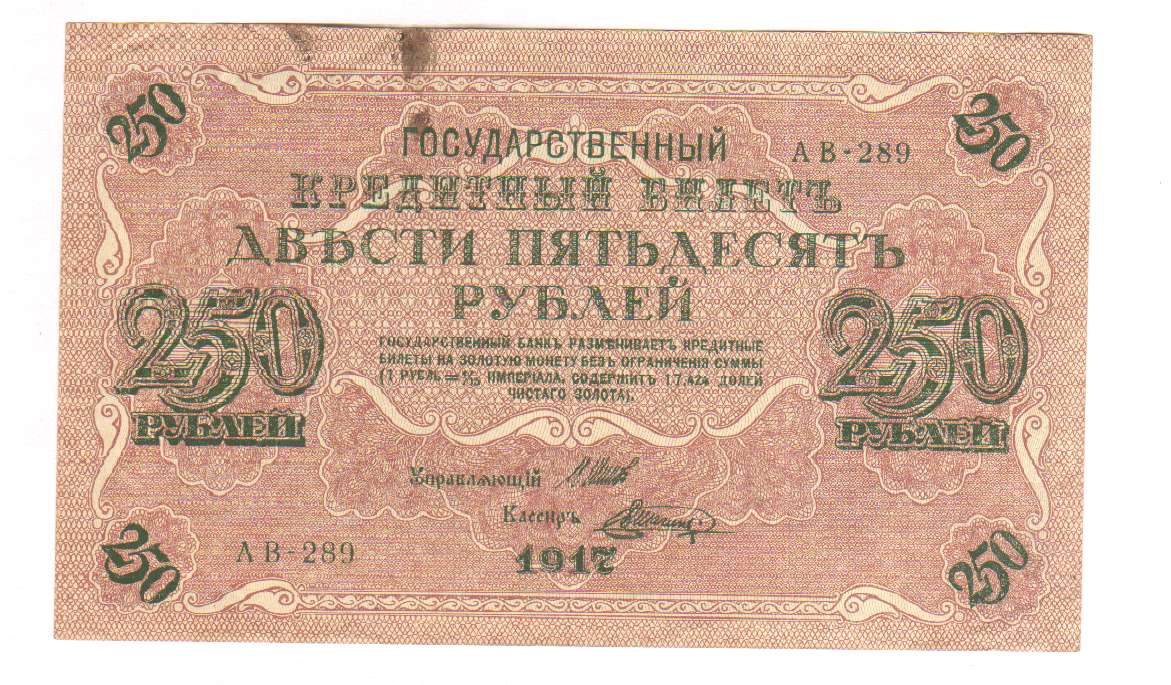 250
250
ГОСУДАРСТВЕННЫЙ
АВ-289
КРЕДИТНЫЙ БИЛЕТЪ
ДВѢСТИ ПЯТЬДЕСЯТЪ
РУБЛЕЙ
250
РУБЛЕЙ
250
РУБЛЕЙ
ГОСУДАРСТВЕННЫЙ БАНКЪ РАЗМѢНИВАЕТЪ КРЕДИТНЫЕ
БИЛЕТЫ НА ЗОЛОТУЮ МОНЕТУ БЕЗЪ ОГРАНИЧЕНІЯ СУММЫ
(1 РУБЛЬ = 1/15 ИМПЕРІАЛА, СОДЕРЖИТЪ 17,424 ДОЛЕЙ
ЧИСТАГО ЗОЛОТА).
Управляющій
Кассиръ
АВ-289
1917
250
250